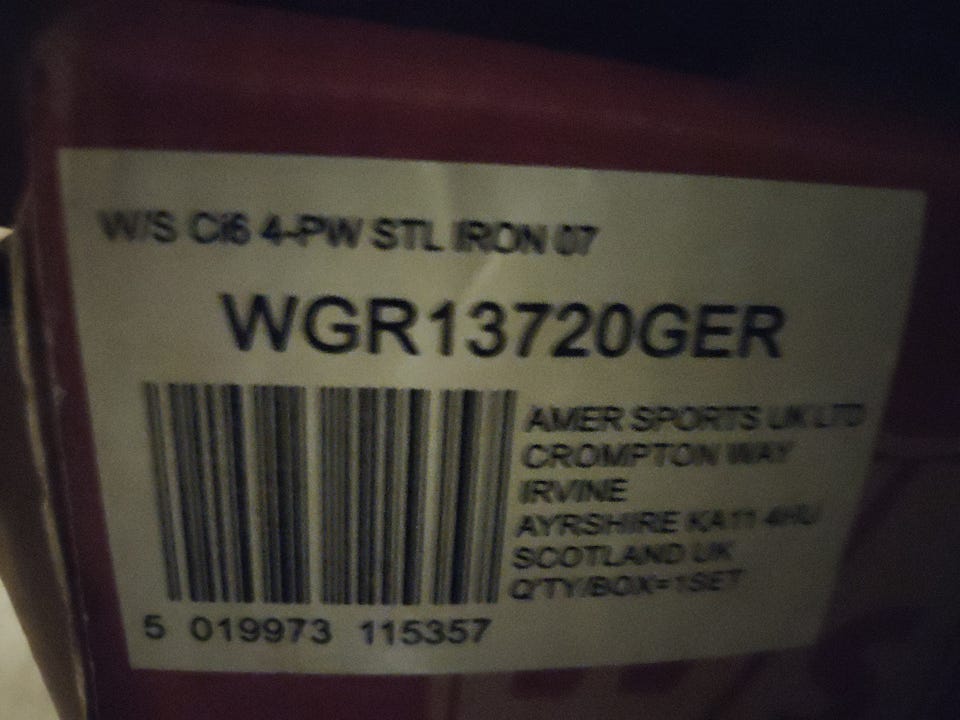 W/S Ci6 4-PW STL IRON 07
WGR13720GER
AMER SPORTS UK LTD
CROMPTON WAY
IRVINE
AYRSHIRE KA11 4HU
SCOTLAND UK
Q'TY/BOX=1SET
5 019973 115357